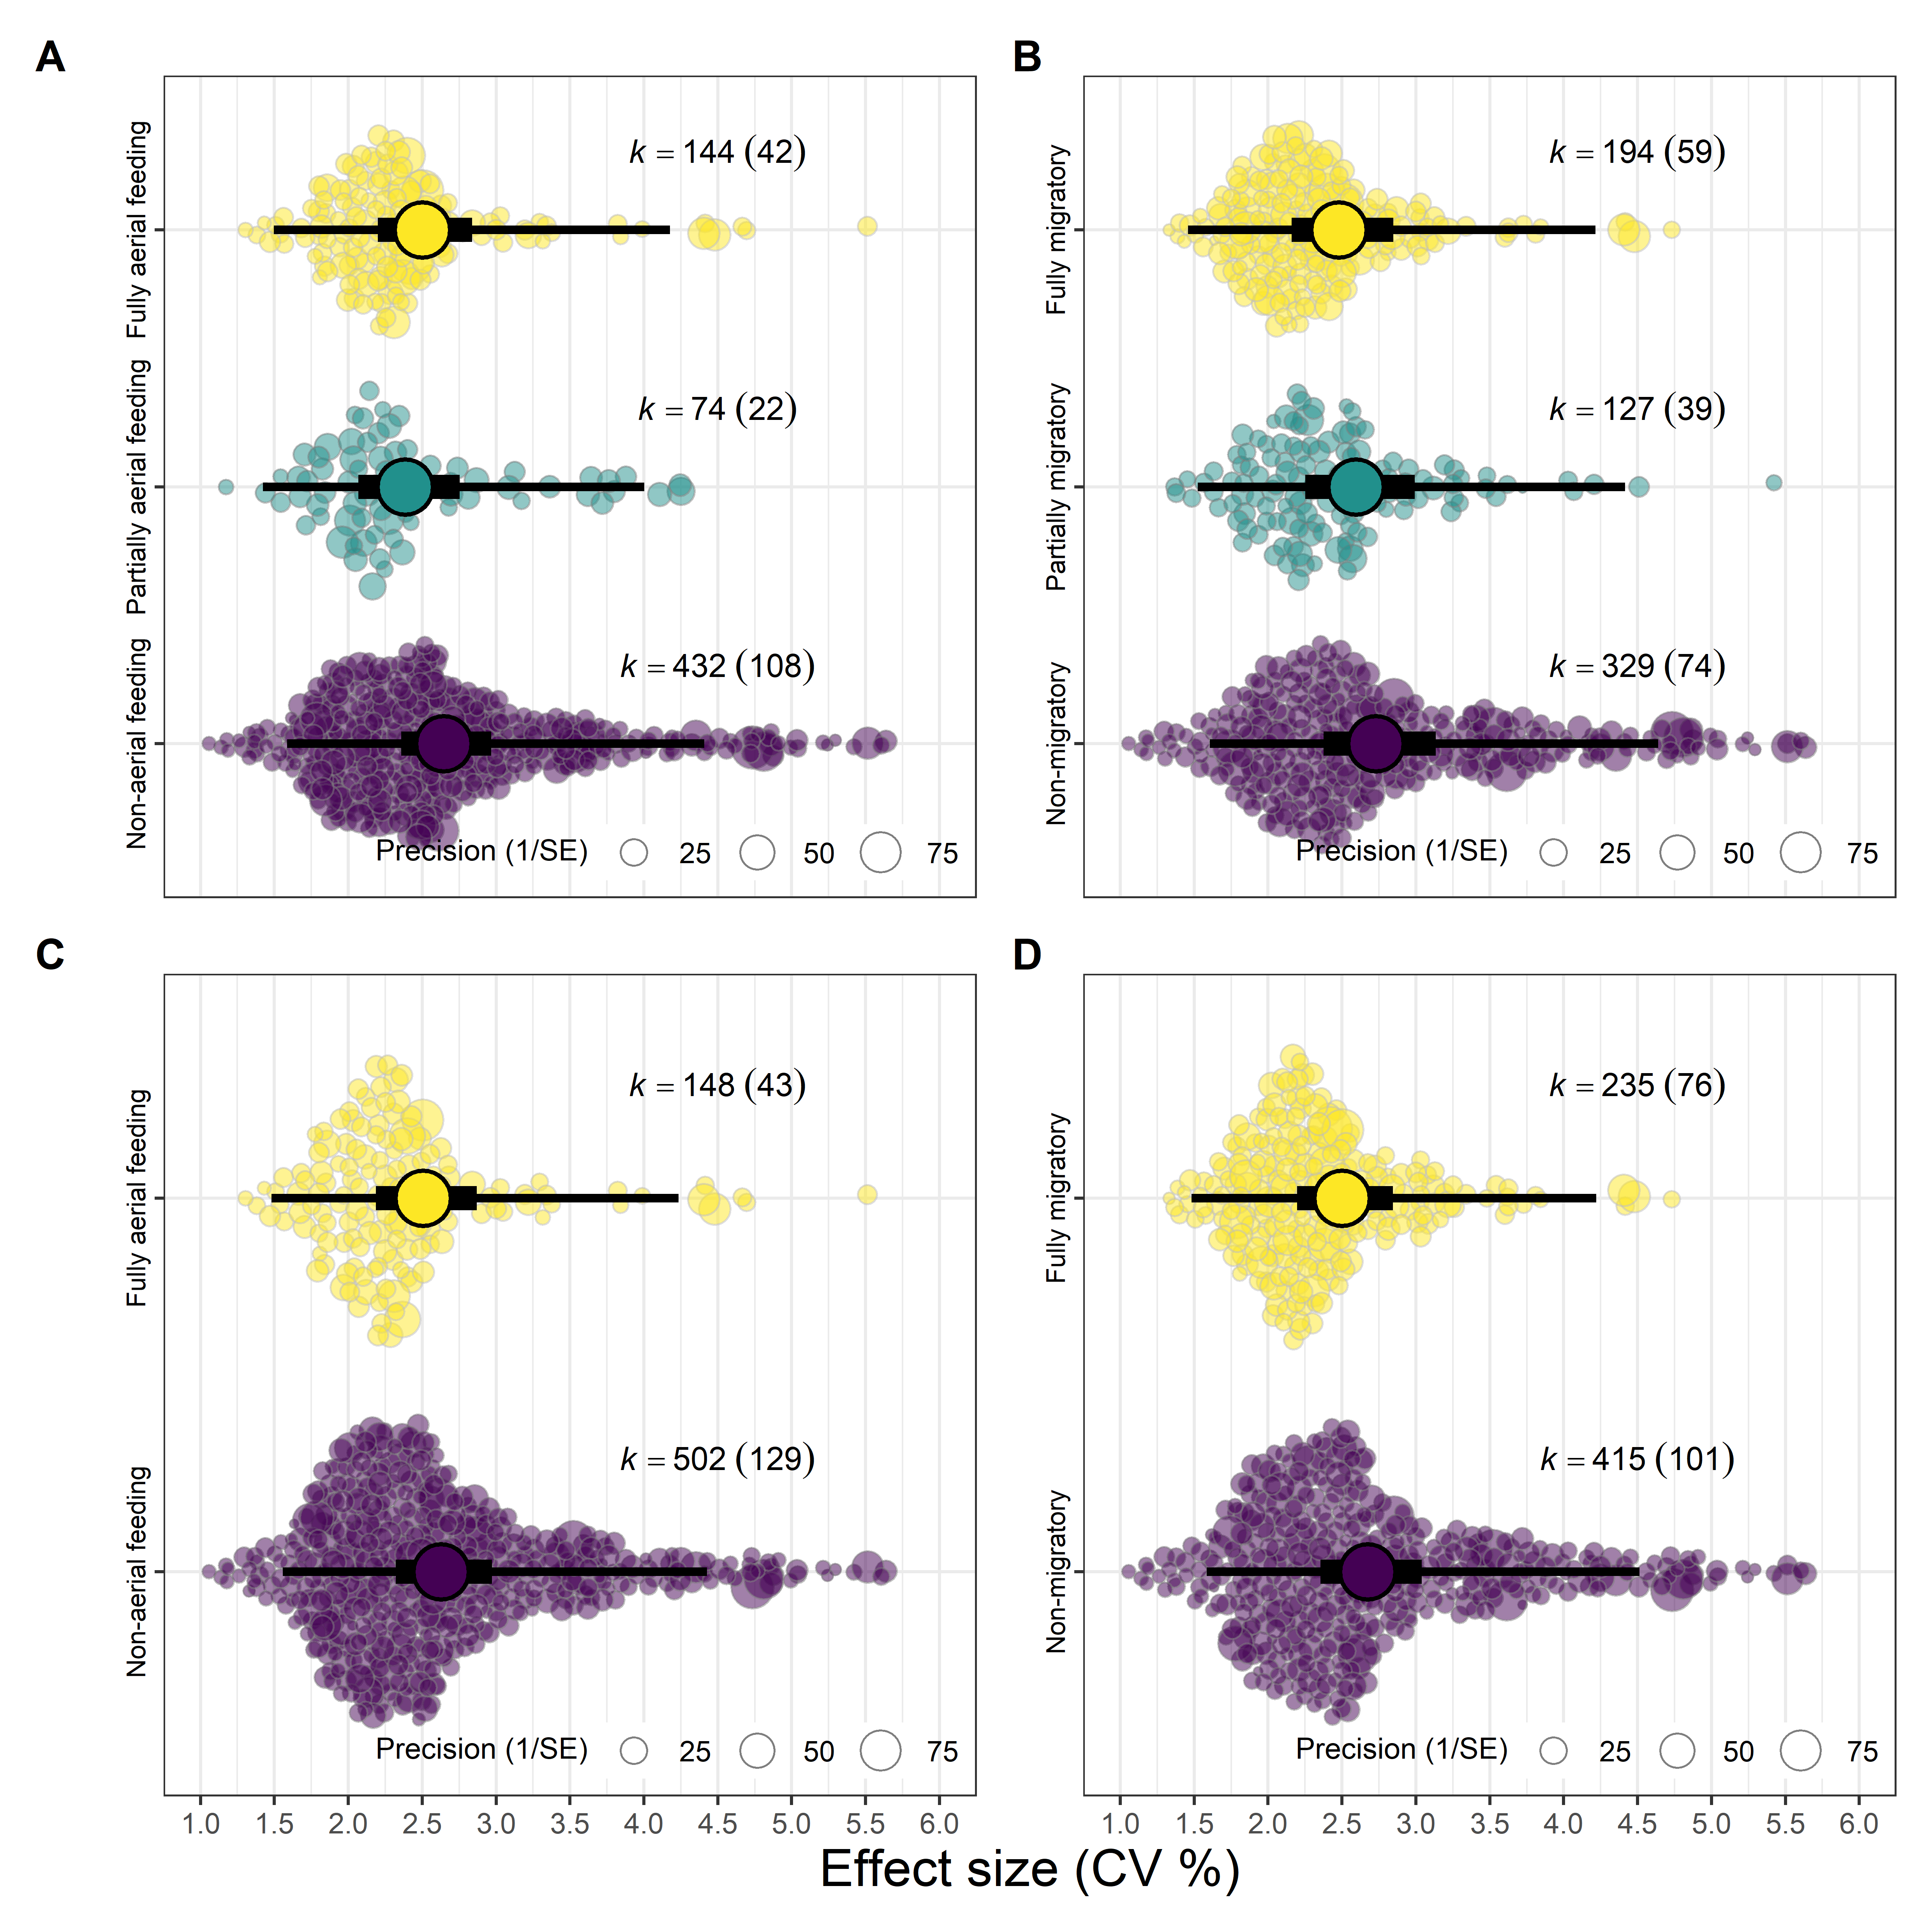 A
Fully aerial feeding
k = 144 (42)
Partially aerial feeding
k = 74 (22)
Non-aerial feeding
k = 432 (108)
Precision (1/SE) 25 50 75
B
Fully migratory
k = 194 (59)
Partially migratory
k = 127 (39)
Non-migratory
k = 329 (74)
Precision (1/SE) 25 50 75
C
Fully aerial feeding
k = 148 (43)
Non-aerial feeding
k = 502 (129)
Precision (1/SE) 25 50 75
1.0 1.5 2.0 2.5 3.0 3.5 4.0 4.5 5.0 5.5 6.0
D
Fully migratory
k = 235 (76)
Non-migratory
k = 415 (101)
Precision (1/SE) 25 50 75
1.0 1.5 2.0 2.5 3.0 3.5 4.0 4.5 5.0 5.5 6.0
Effect size (CV %)